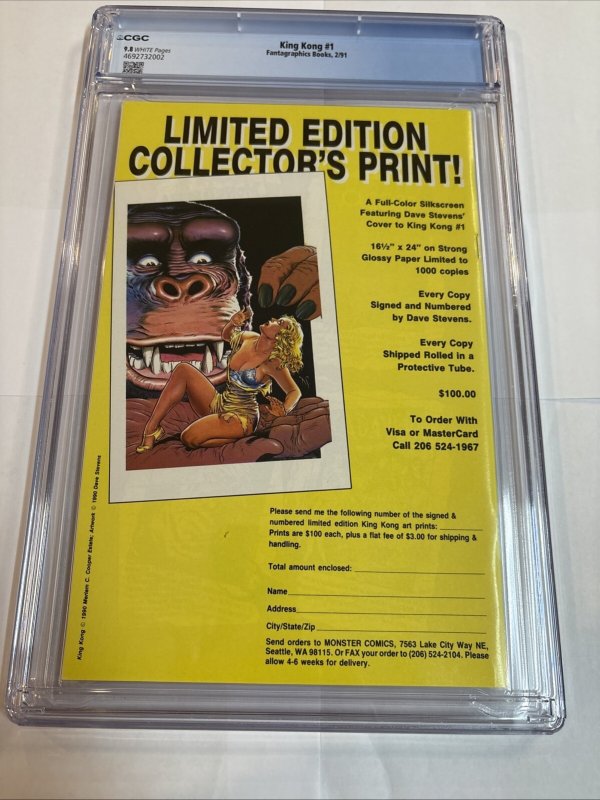 CGC
9.8 WHITE Pages
4692732002
King Kong #1
Fantagraphics Books, 2/91
LIMITED EDITION
COLLECTOR'S PRINT!
A Full-Color Silkscreen
Featuring Dave Stevens'
Cover to King Kong #1
16½" x 24" on Strong
Glossy Paper Limited to
1000 copies
Every Copy
Signed and Numbered
by Dave Stevens.
Every Copy
Shipped Rolled in a
Protective Tube.
$100.00
To Order With
Visa or MasterCard
Call 206 524-1967
King Kong © 1990 Merian C. Cooper Estate; Artwork © 1990 Dave Stevens
Please send me the following number of the signed &
numbered limited edition King Kong art prints:
Prints are $100 each, plus a flat fee of $3.00 for shipping &
handling.
Total amount enclosed:
Name
Address
City/State/Zip
Send orders to MONSTER COMICS, 7563 Lake City Way NE,
Seattle, WA 98115. Or FAX your order to (206) 524-2104. Please
allow 4-6 weeks for delivery.